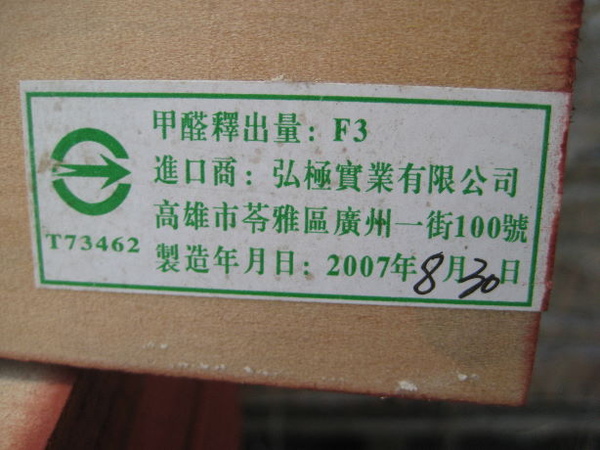 甲醛釋出量：F3
進口商：弘極實業有限公司
高雄市苓雅區廣州一街100號
T73462
製造年月日：2007年8月30日